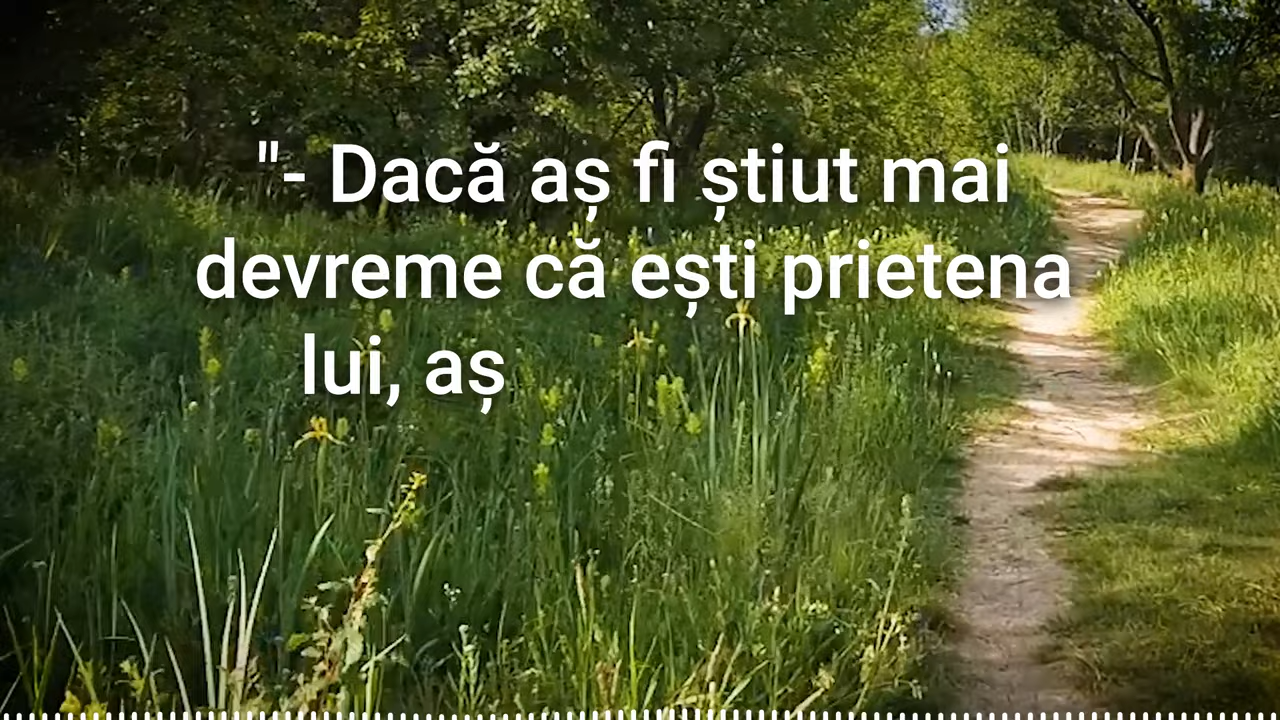 "- Dacă aș fi știut mai
devreme că ești prietena
lui, aș